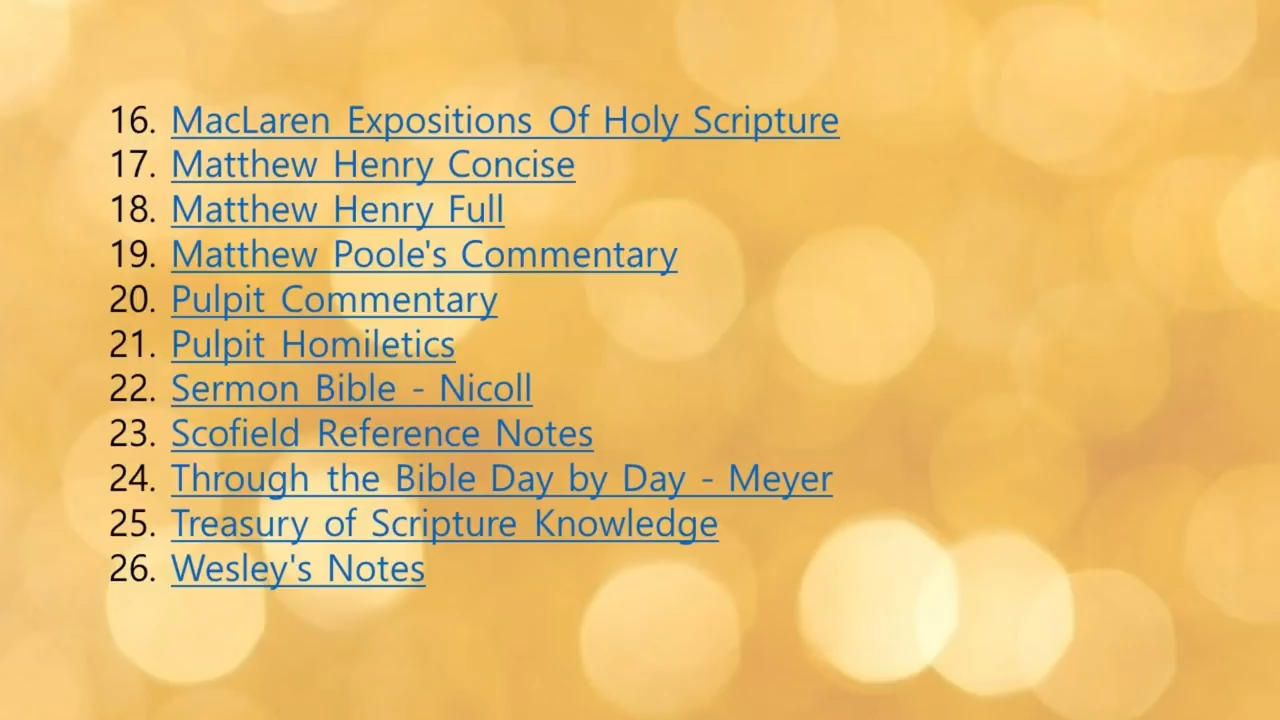 16. MacLaren Expositions Of Holy Scripture
17. Matthew Henry Concise
18. Matthew Henry Full
19. Matthew Poole's Commentary
20. Pulpit Commentary
21. Pulpit Homiletics
22. Sermon Bible - Nicoll
23. Scofield Reference Notes
24. Through the Bible Day by Day - Meyer
25. Treasury of Scripture Knowledge
26. Wesley's Notes